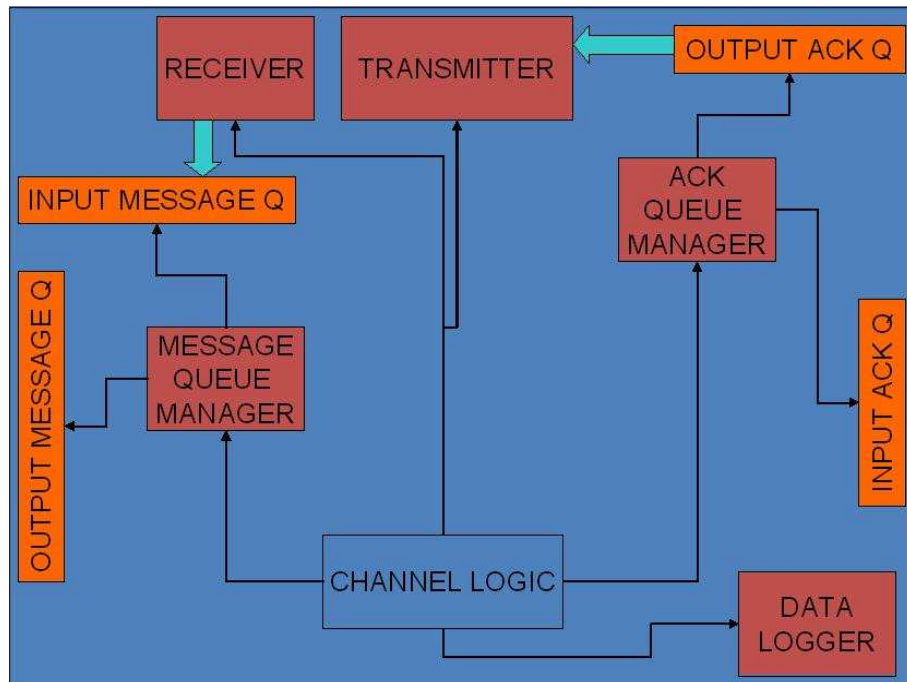 RECEIVER
TRANSMITTER
OUTPUT ACK Q
INPUT MESSAGE Q
ACK
QUEUE
MANAGER
OUTPUT MESSAGE Q
MESSAGE
QUEUE
MANAGER
INPUT ACK Q
CHANNEL LOGIC
DATA
LOGGER